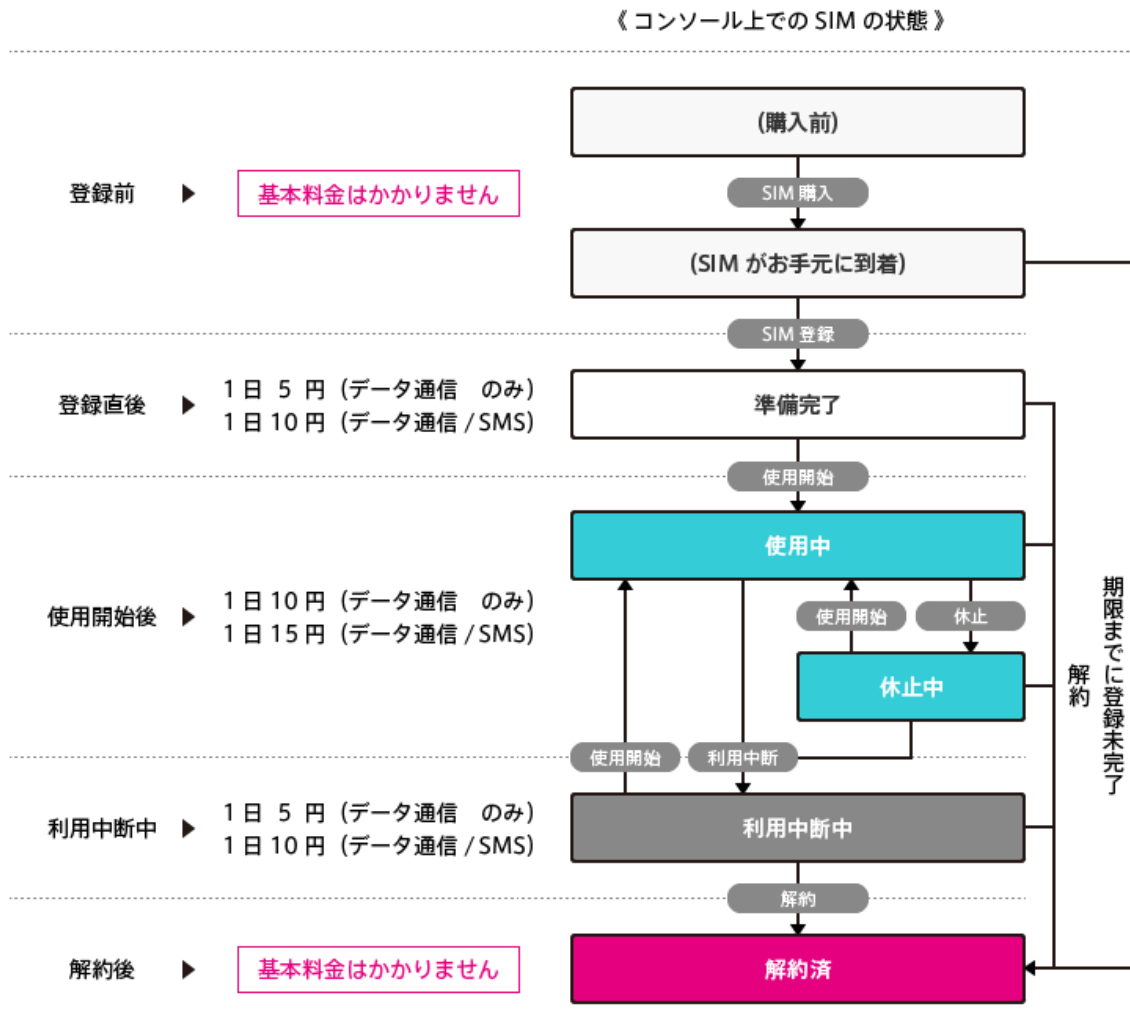 《 コンソール上での SIM の状態 》
(購入前)
登録前 ▶ 基本料金はかかりません
SIM 購入
(SIM がお手元に到着)
SIM 登録
登録直後 ▶ 1日 5 円（データ通信 のみ）
1日 10 円（データ通信 / SMS）
準備完了
使用開始
使用中
使用開始後 ▶ 1日 10 円（データ通信 のみ）
1日 15 円（データ通信 / SMS）
使用開始
休止
休止中
解約
期限までに登録未完了
使用開始
利用中断
利用中断中 ▶ 1日 5 円（データ通信 のみ）
1日 10 円（データ通信 / SMS）
利用中断中
解約
解約後 ▶ 基本料金はかかりません
解約済